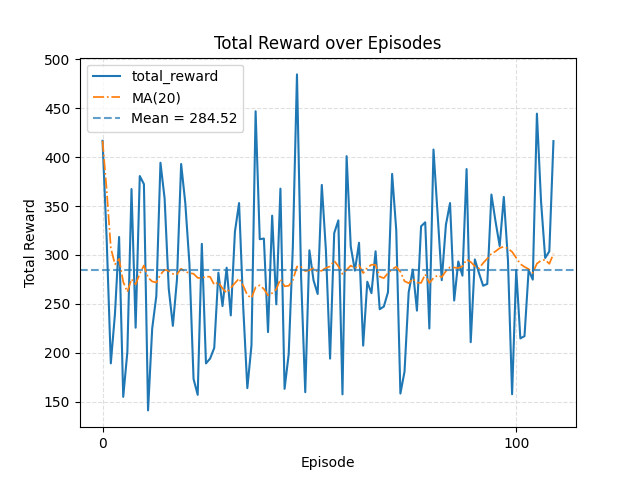 Total Reward over Episodes
500
450
400
350
300
250
200
150
Total Reward
total_reward
MA(20)
Mean = 284.52
0
100
Episode